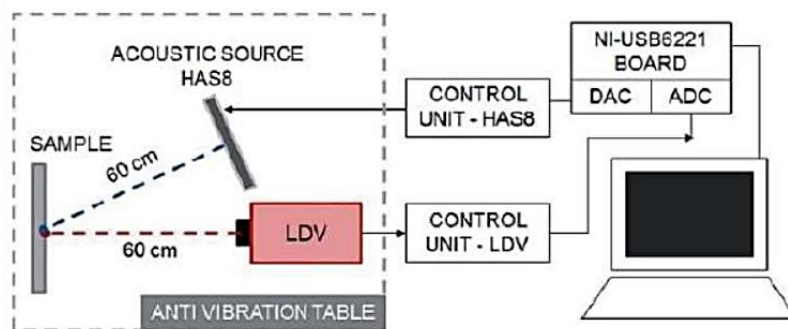 ACOUSTIC SOURCE
HAS8
SAMPLE
60 cm
60 cm
LDV
ANTI VIBRATION TABLE
CONTROL
UNIT - HAS8
CONTROL
UNIT - LDV
NI-USB6221
BOARD
DAC
ADC